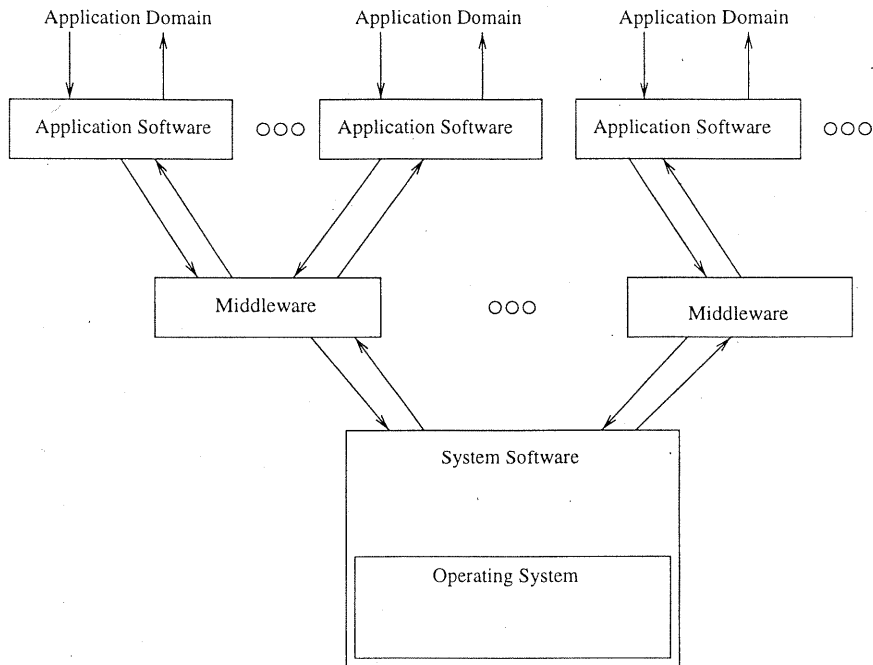 Application Domain
Application Domain
Application Domain
Application Software
Application Software
Application Software
Middleware
Middleware
System Software
Operating System